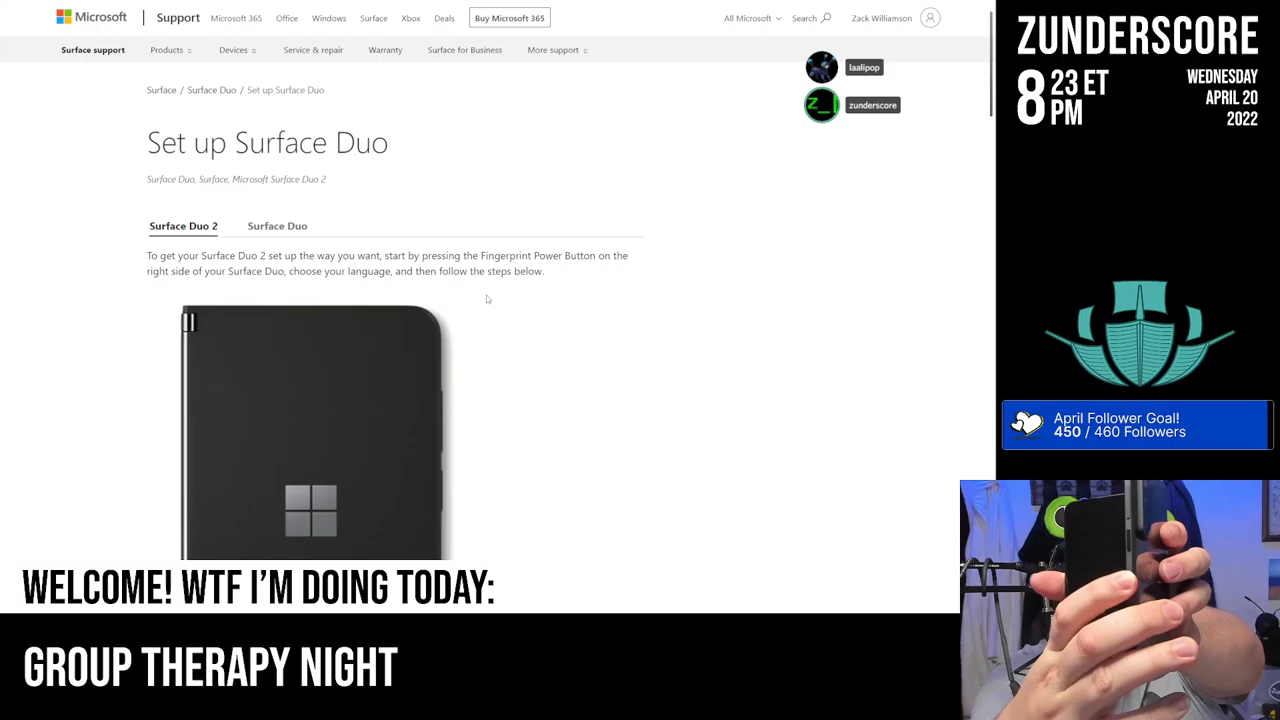 Microsoft
Support
Microsoft 365
Office
Windows
Surface
Xbox
Deals
Buy Microsoft 365
All Microsoft
Search
Zack Williamson
Surface support
Products
Devices
Service & repair
Warranty
Surface for Business
More support
laalipop
z_
zunderscore
Surface / Surface Duo / Set up Surface Duo
Set up Surface Duo
Surface Duo, Surface, Microsoft Surface Duo 2
Surface Duo 2
Surface Duo
To get your Surface Duo 2 set up the way you want, start by pressing the Fingerprint Power Button on the
right side of your Surface Duo, choose your language, and then follow the steps below.
ZUNDERSCORE
8 23 ET
PM
WEDNESDAY
APRIL 20
2022
April Follower Goal!
450 / 460 Followers
WELCOME! WTF I'M DOING TODAY:
GROUP THERAPY NIGHT